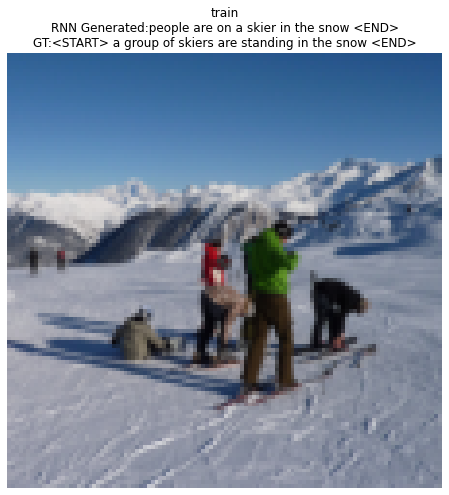 train
RNN Generated:people are on a skier in the snow <END>
GT:<START> a group of skiers are standing in the snow <END>